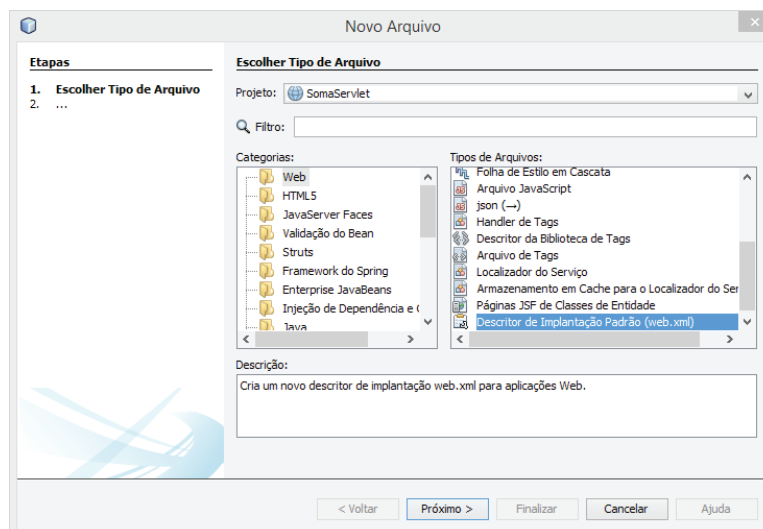 Novo Arquivo
Etapas
1. Escolher Tipo de Arquivo
2. ...
Escolher Tipo de Arquivo
Projeto: SomaServlet
Filtro:
Categorias:
Web
HTML5
JavaServer Faces
Validação do Bean
Struts
Framework do Spring
Enterprise JavaBeans
Injeção de Dependência e (
Java
Tipos de Arquivos:
Folha de Estilo em Cascata
Arquivo JavaScript
json (→)
Handler de Tags
Descritor da Biblioteca de Tags
Arquivo de Tags
Localizador do Serviço
Armazenamento em Cache para o Localizador do Ser
Páginas JSF de Classes de Entidade
Descritor de Implantação Padrão (web.xml)
Descrição:
Cria um novo descritor de implantação web.xml para aplicações Web.
< Voltar
Próximo >
Finalizar
Cancelar
Ajuda